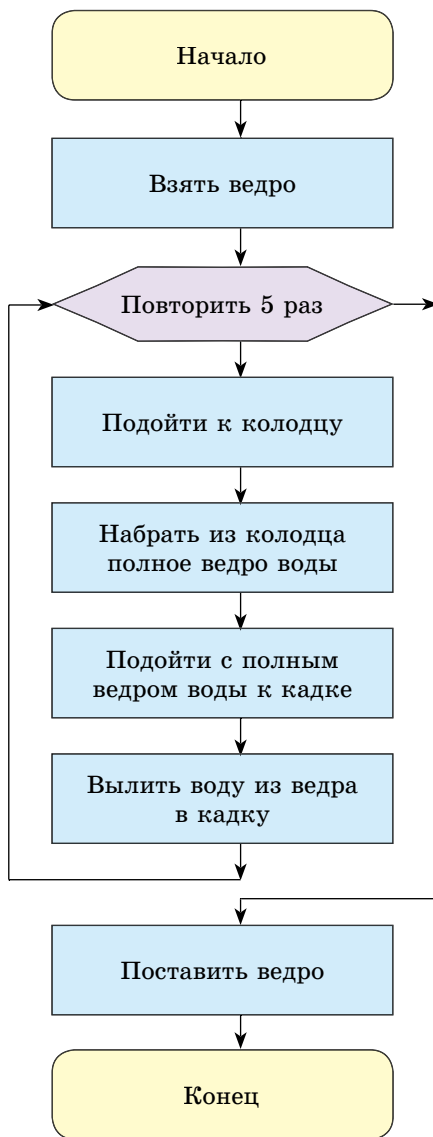 Начало
Взять ведро
Повторить 5 раз
Подойти к колодцу
Набрать из колодца
полное ведро воды
Подойти с полным
ведром воды к кадке
Вылить воду из ведра
в кадку
Поставить ведро
Конец